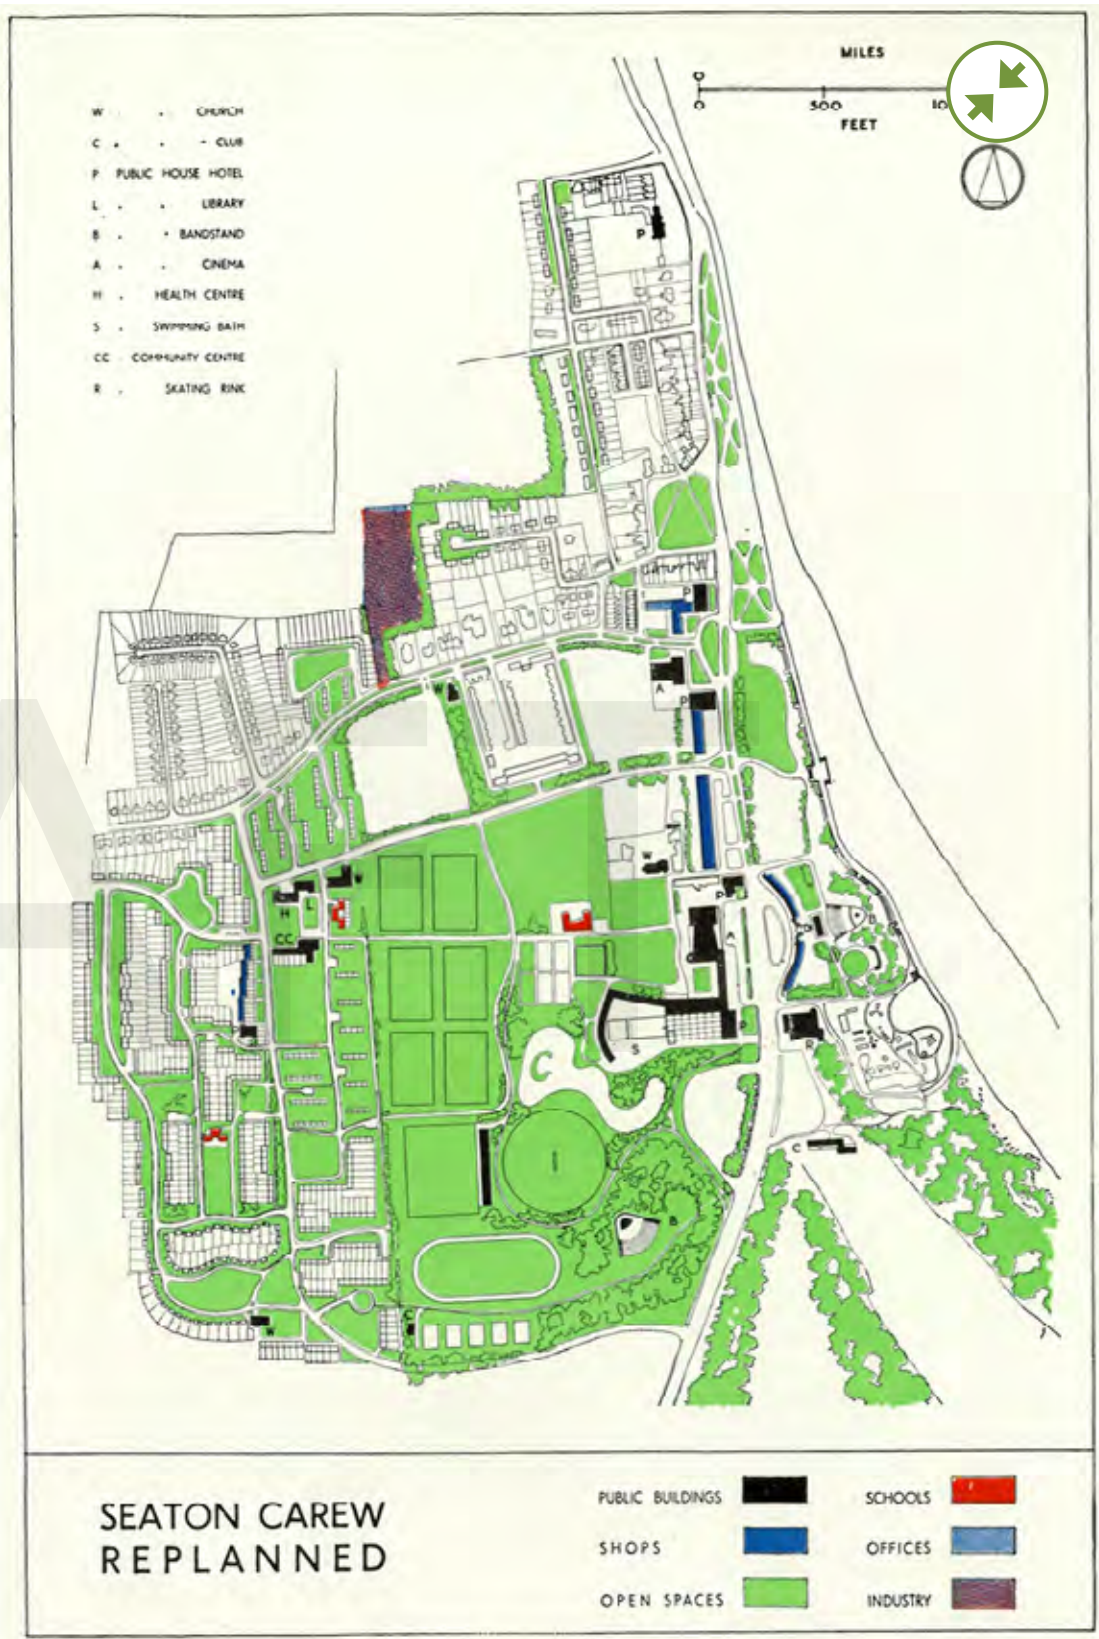 MILES
0
0 500
FEET
W CHURCH
C CLUB
P PUBLIC HOUSE HOTEL
L LIBRARY
B BANDSTAND
A CINEMA
H HEALTH CENTRE
S SWIMMING BATH
CC COMMUNITY CENTRE
R SKATING RINK
P
P
A
P
W
W
W
H
L
CC
P
A
B
S
R
C
C
B
C
W
SEATON CAREW
REPLANNED
PUBLIC BUILDINGS
SHOPS
OPEN SPACES
SCHOOLS
OFFICES
INDUSTRY